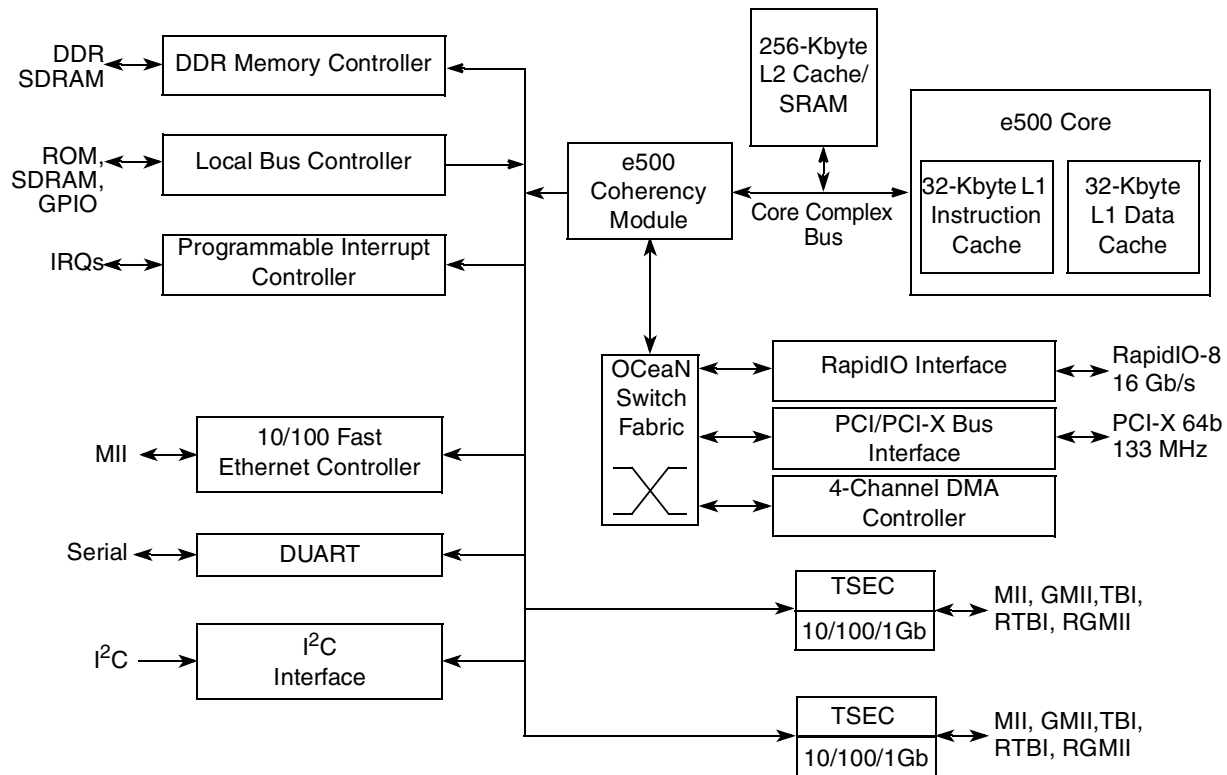 DDR
SDRAM
DDR Memory Controller
256-Kbyte
L2 Cache/
SRAM
e500 Core
32-Kbyte L1
Instruction
Cache
32-Kbyte
L1 Data
Cache
ROM,
SDRAM,
GPIO
Local Bus Controller
e500
Coherency
Module
Core Complex
Bus
IRQs
Programmable Interrupt
Controller
OCeaN
Switch
Fabric
RapidIO Interface
RapidIO-8
16 Gb/s
PCI/PCI-X Bus
Interface
PCI-X 64b
133 MHz
4-Channel DMA
Controller
MII
10/100 Fast
Ethernet Controller
Serial
DUART
I²C
I²C
Interface
TSEC
10/100/1Gb
MII, GMII,TBI,
RTBI, RGMII
TSEC
10/100/1Gb
MII, GMII,TBI,
RTBI, RGMII